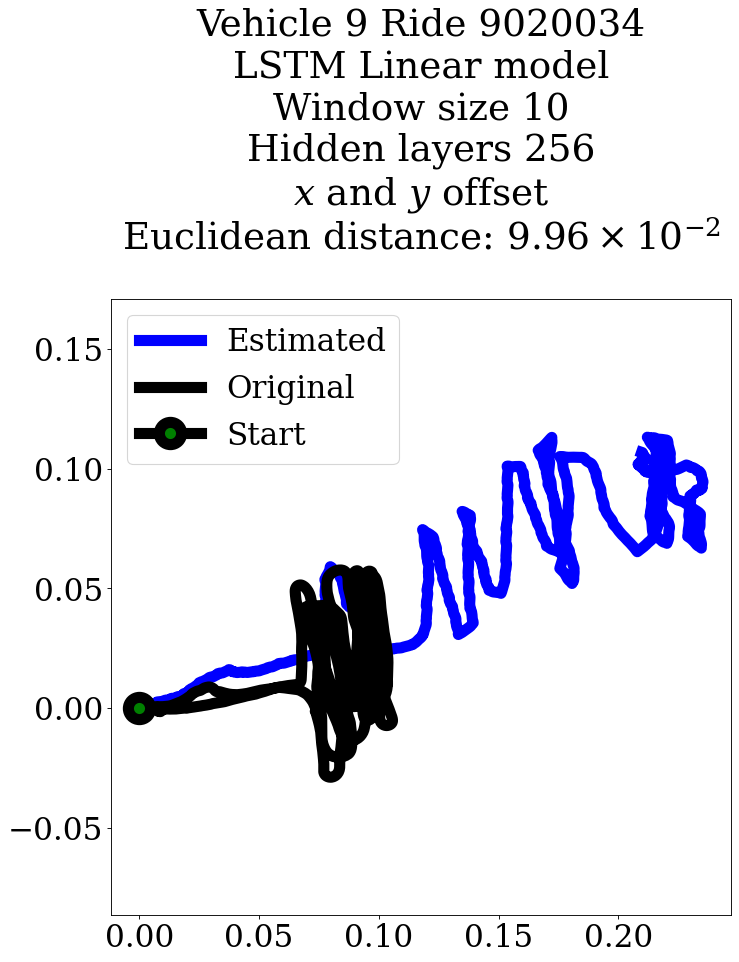 Vehicle 9 Ride 9020034
LSTM Linear model
Window size 10
Hidden layers 256
x and y offset
Euclidean distance: 9.96 × 10⁻²
Estimated
Original
Start
0.15
0.10
0.05
0.00
−0.05
0.00 0.05 0.10 0.15 0.20